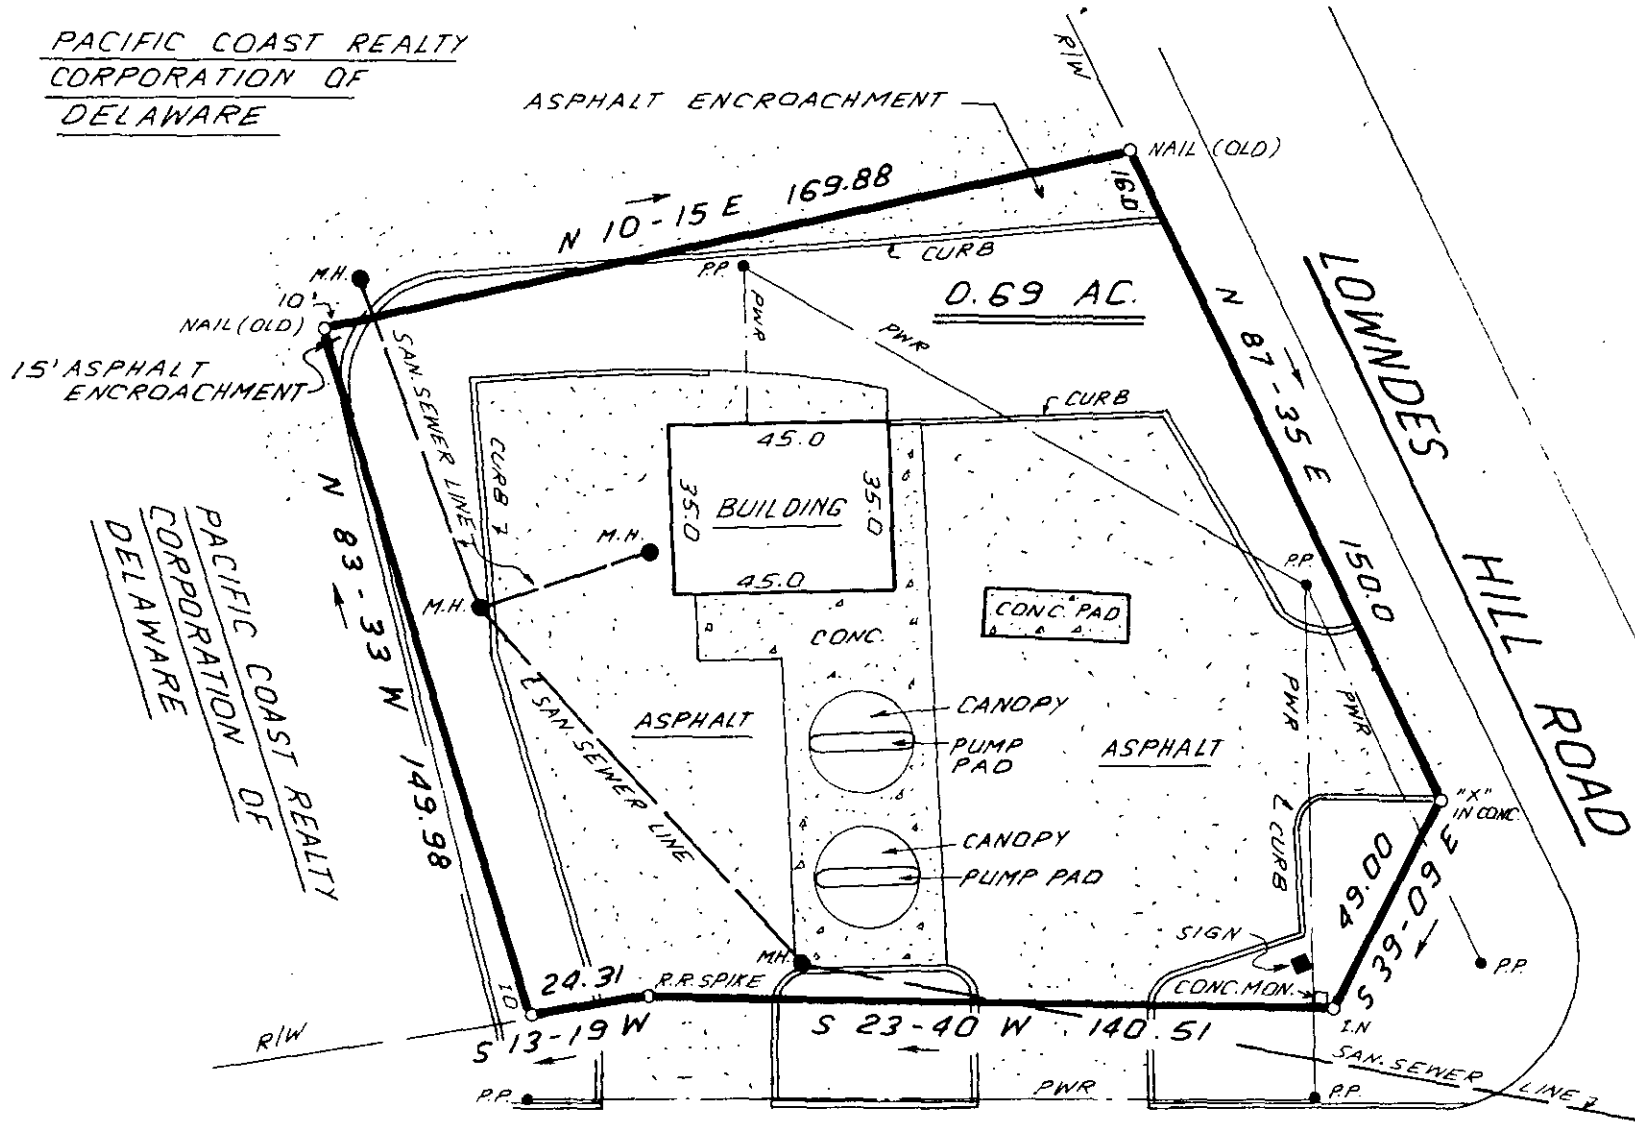 PACIFIC COAST REALTY
CORPORATION OF
DELAWARE
ASPHALT ENCROACHMENT
R/W
NAIL (OLD)
N 10-15 E 169.88
16.0
CURB
M.H.
10'
NAIL (OLD)
P.P.
0.69 AC.
PWR
PWR
15' ASPHALT
ENCROACHMENT
SAN. SEWER LINE
CURB
CURB
N 87-35 E 150.0
LOWNDES HILL ROAD
45.0
35.0
BUILDING
35.0
45.0
M.H.
M.H.
P.P.
CONC. PAD
CONC.
N 83-33 W 149.98
PACIFIC COAST REALTY
CORPORATION OF
DELAWARE
SAN. SEWER LINE
ASPHALT
CANOPY
PUMP
PAD
ASPHALT
PWR
PWR
CANOPY
PUMP PAD
CURB
"X"
IN CONC.
49.00
S 39-09 E
SIGN
P.P.
M.H.
CONC. MON.
I.N
10
24.31
R.R. SPIKE
R/W
S 13-19 W
S 23-40 W 140.51
SAN. SEWER LINE
P.P.
PWR
P.P.